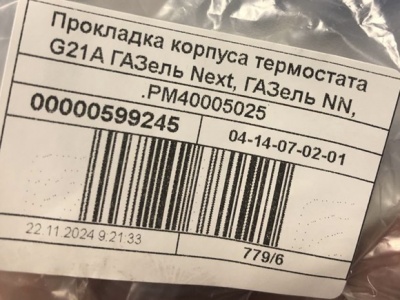 Прокладка корпуса термостата
G21A ГАЗель Next, ГАЗель NN,
.PM40005025
00000599245
04-14-07-02-01
22.11.2024 9:21:33
779/6